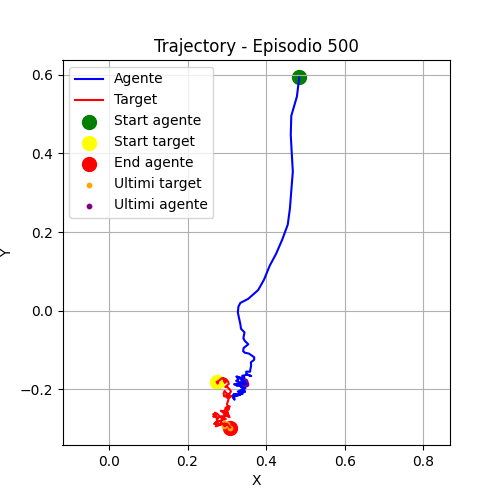 Trajectory - Episodio 500
Agente
Target
Start agente
Start target
End agente
Ultimi target
Ultimi agente
Y
0.6
0.4
0.2
0.0
−0.2
0.0
0.2
0.4
0.6
0.8
X